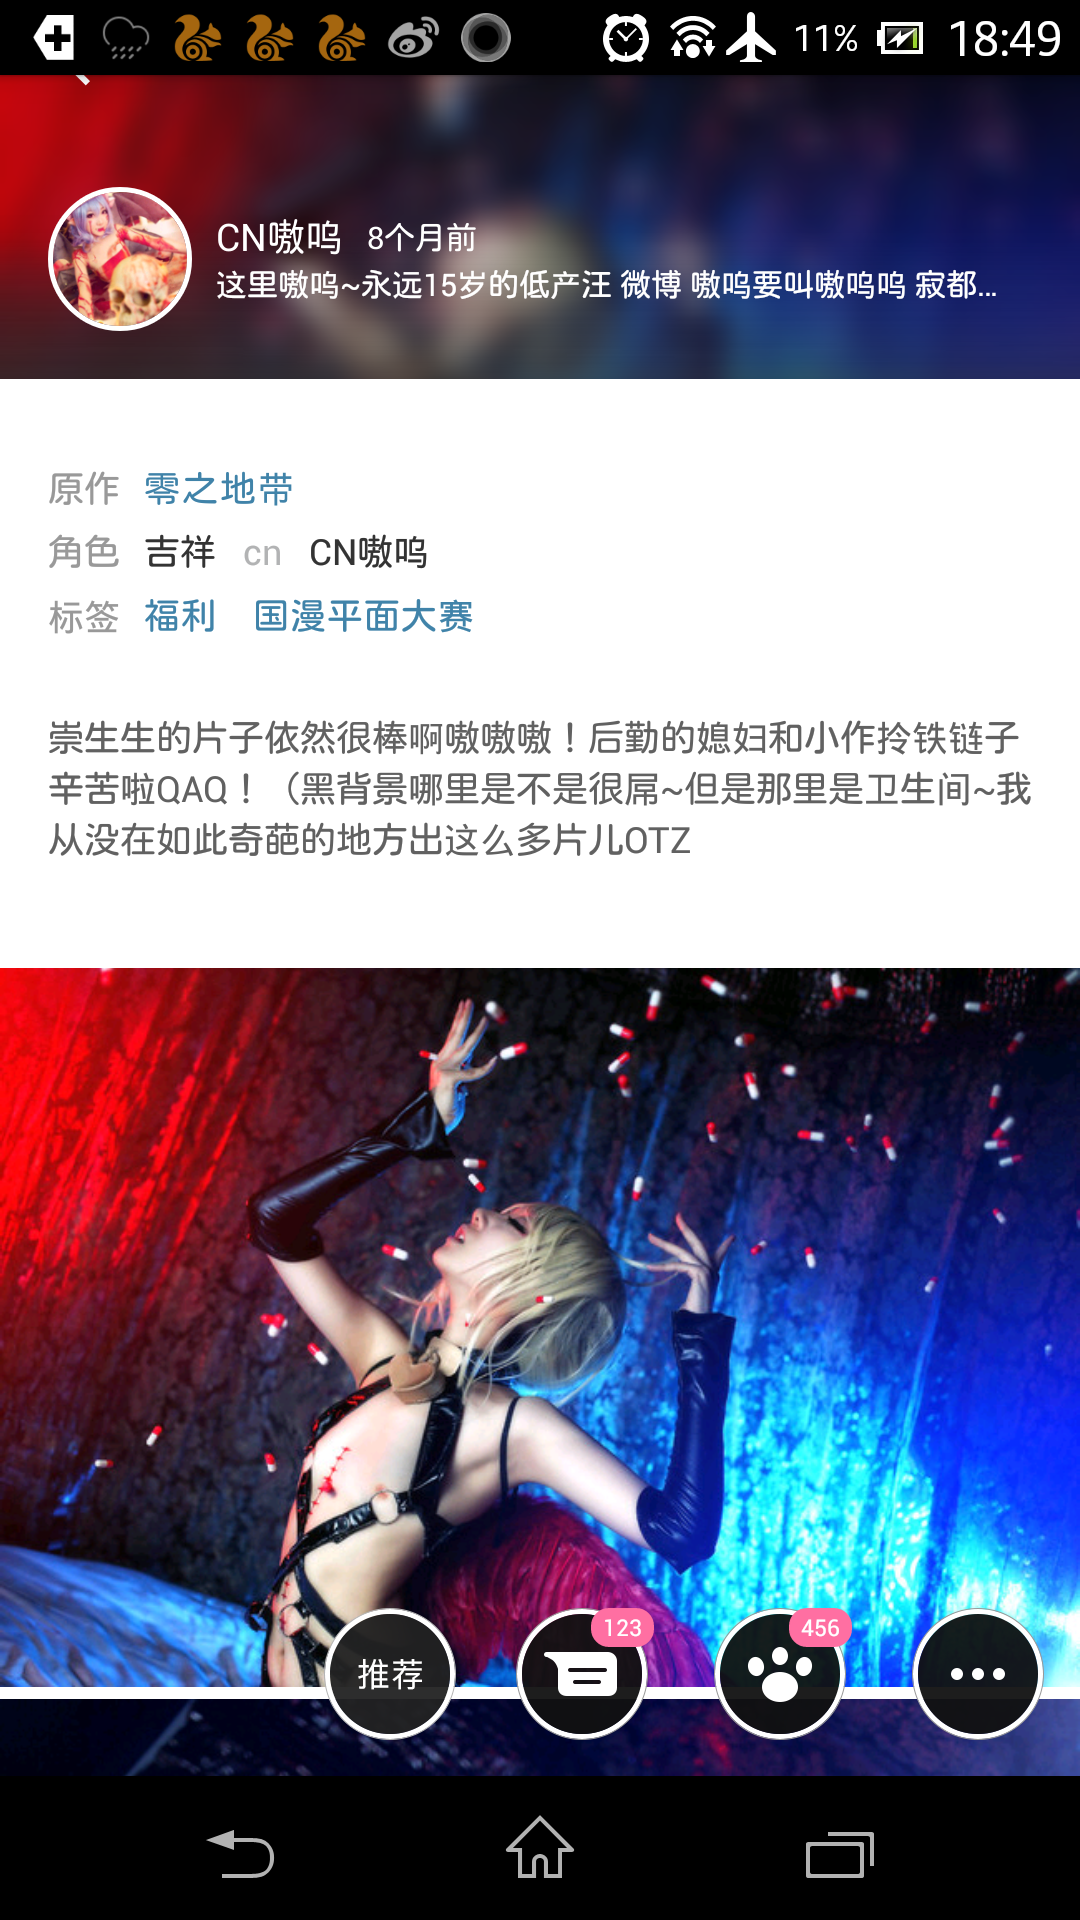 11% 18:49
CN嗷呜 8个月前
这里嗷呜~永远15岁的低产汪 微博 嗷呜要叫嗷呜呜 寂都...
原作 零之地带
角色 吉祥 cn CN嗷呜
标签 福利 国漫平面大赛
崇生生的片子依然很棒啊嗷嗷嗷！后勤的媳妇和小作拎铁链子
辛苦啦QAQ！（黑背景哪里是不是很屌~但是那里是卫生间~我
从没在如此奇葩的地方出这么多片儿OTZ
123 456
推荐